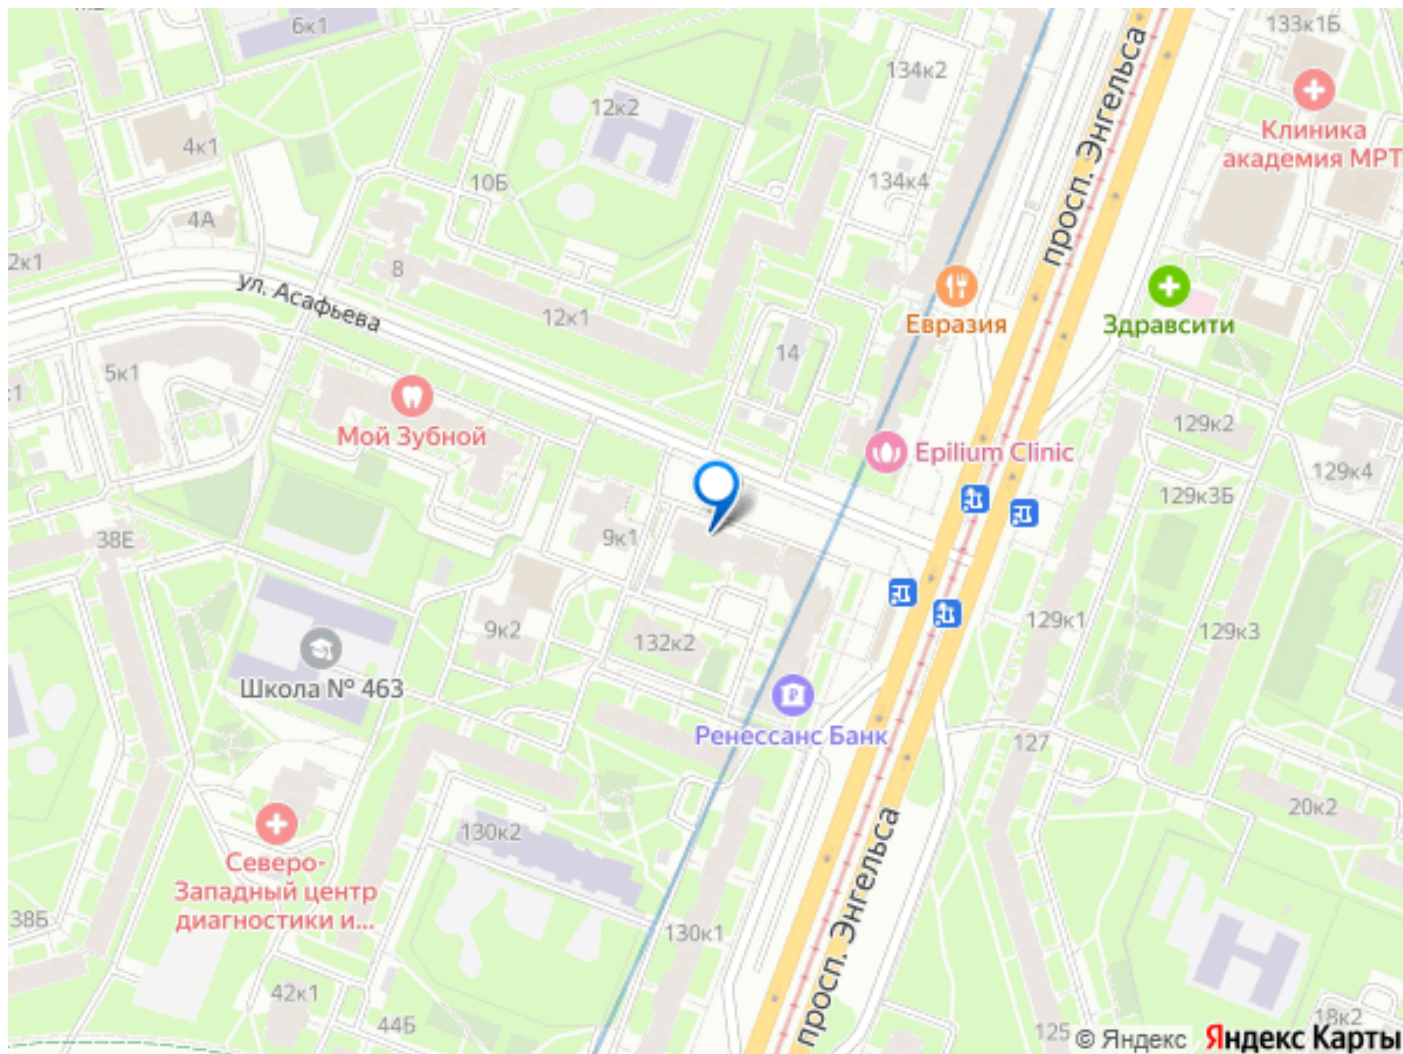 6к1
133к1Б
134к2
12к2
Клиника
академия МРТ
4к1
10Б
134к4
просп. Энгельса
4А
2к1
8
ул. Асафьева
12к1
Евразия
Здравсити
14
5к1
Мой Зубной
129к2
Epilium Clinic
129к4
129к3Б
38Е
9к1
9к2
132к2
129к1
129к3
Школа № 463
Ренессанс Банк
127
20к2
130к2
Северо-
Западный центр
диагностики и...
просп. Энгельса
38Б
130к1
42к1
44Б
18к2
125
© Яндекс Яндекс Карты